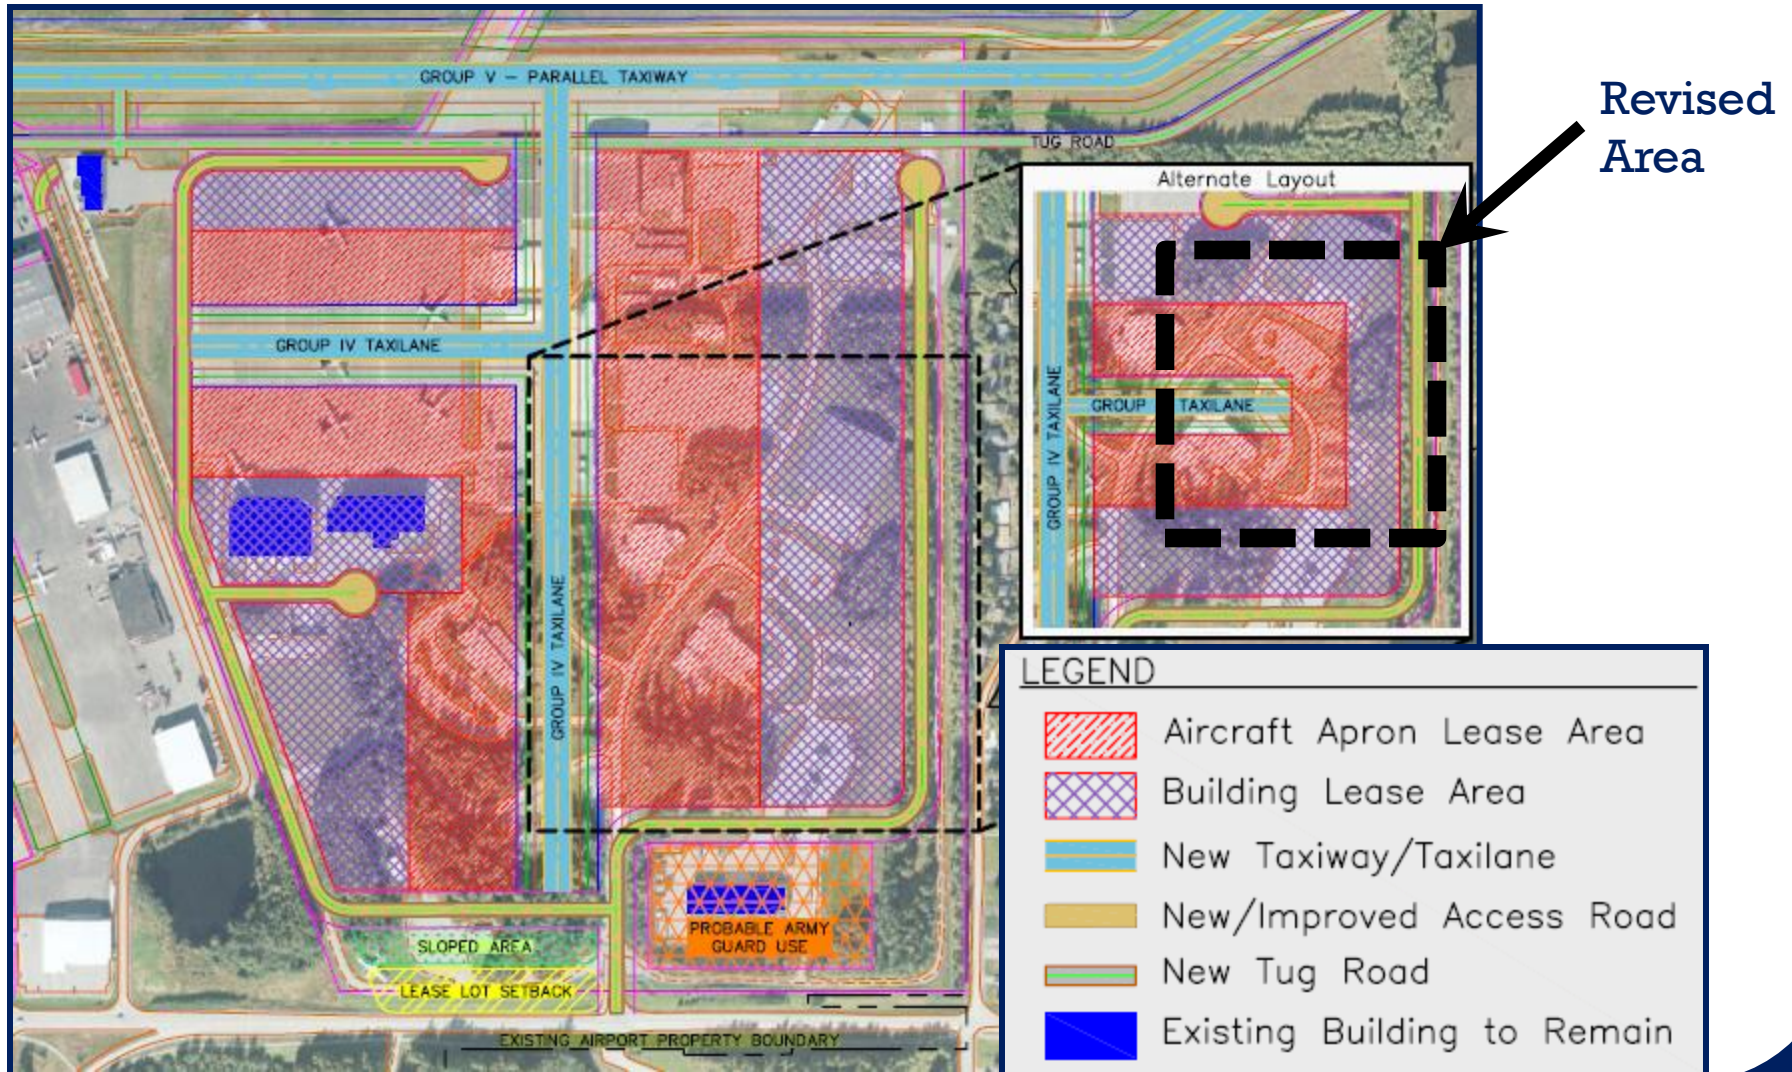 GROUP V – PARALLEL TAXIWAY
Revised
Area
TUG ROAD
Alternate Layout
GROUP IV TAXILANE
GROUP TAXILANE
GROUP IV TAXILANE
GROUP IV TAXILANE
LEGEND
Aircraft Apron Lease Area
Building Lease Area
New Taxiway/Taxilane
New/Improved Access Road
New Tug Road
Existing Building to Remain
PROBABLE ARMY
GUARD USE
SLOPED AREA
LEASE LOT SETBACK
EXISTING AIRPORT PROPERTY BOUNDARY